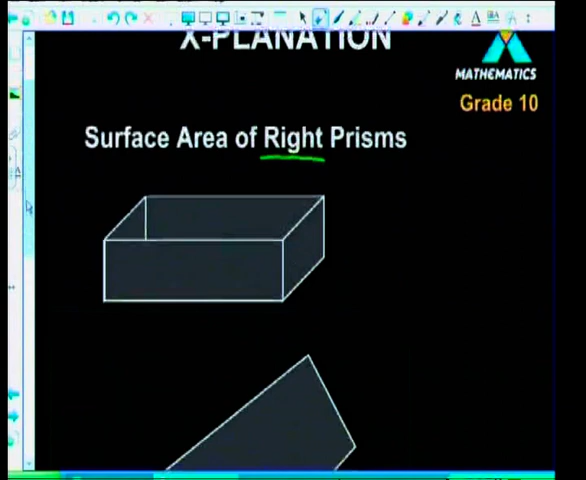 X-PLANATION
MATHEMATICS
Grade 10
Surface Area of Right Prisms